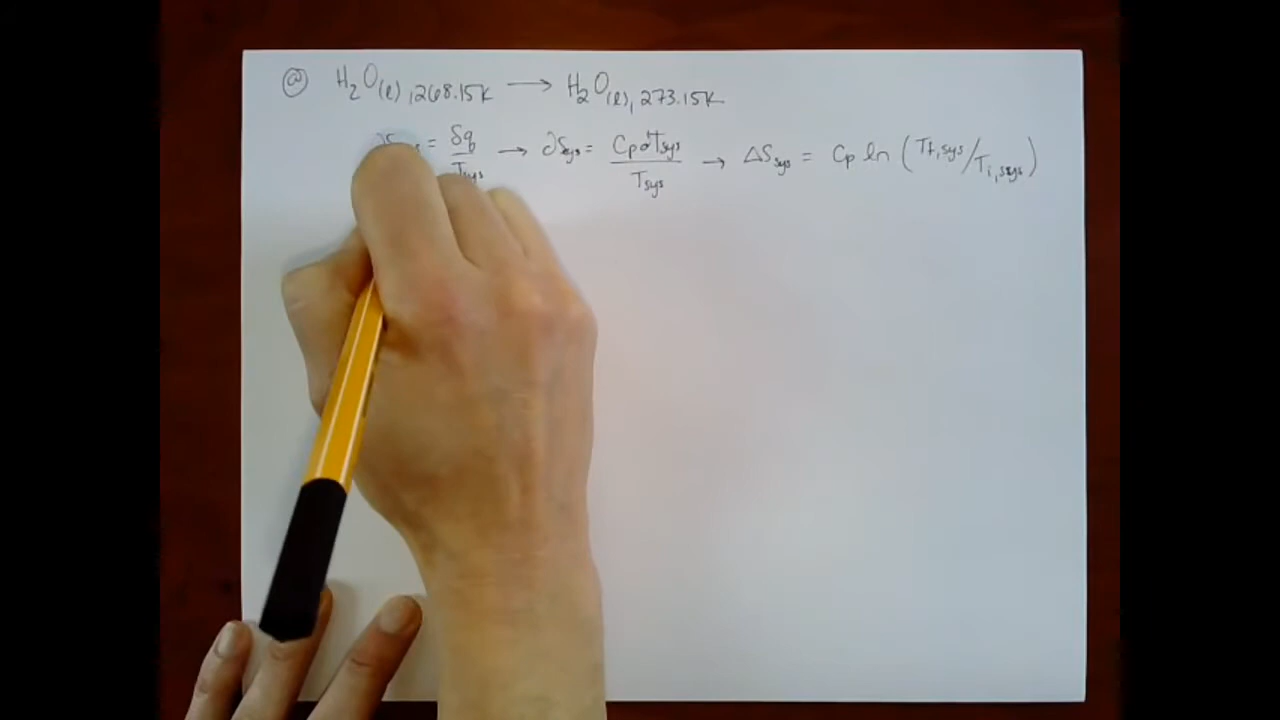 @ H₂O(l), 268.15K → H₂O(l), 273.15K
∂S = δq / Tsys → ∂Ssys = Cp dTsys / Tsys → ΔSsys = Cp ln (Tf,sys / Ti,sys)